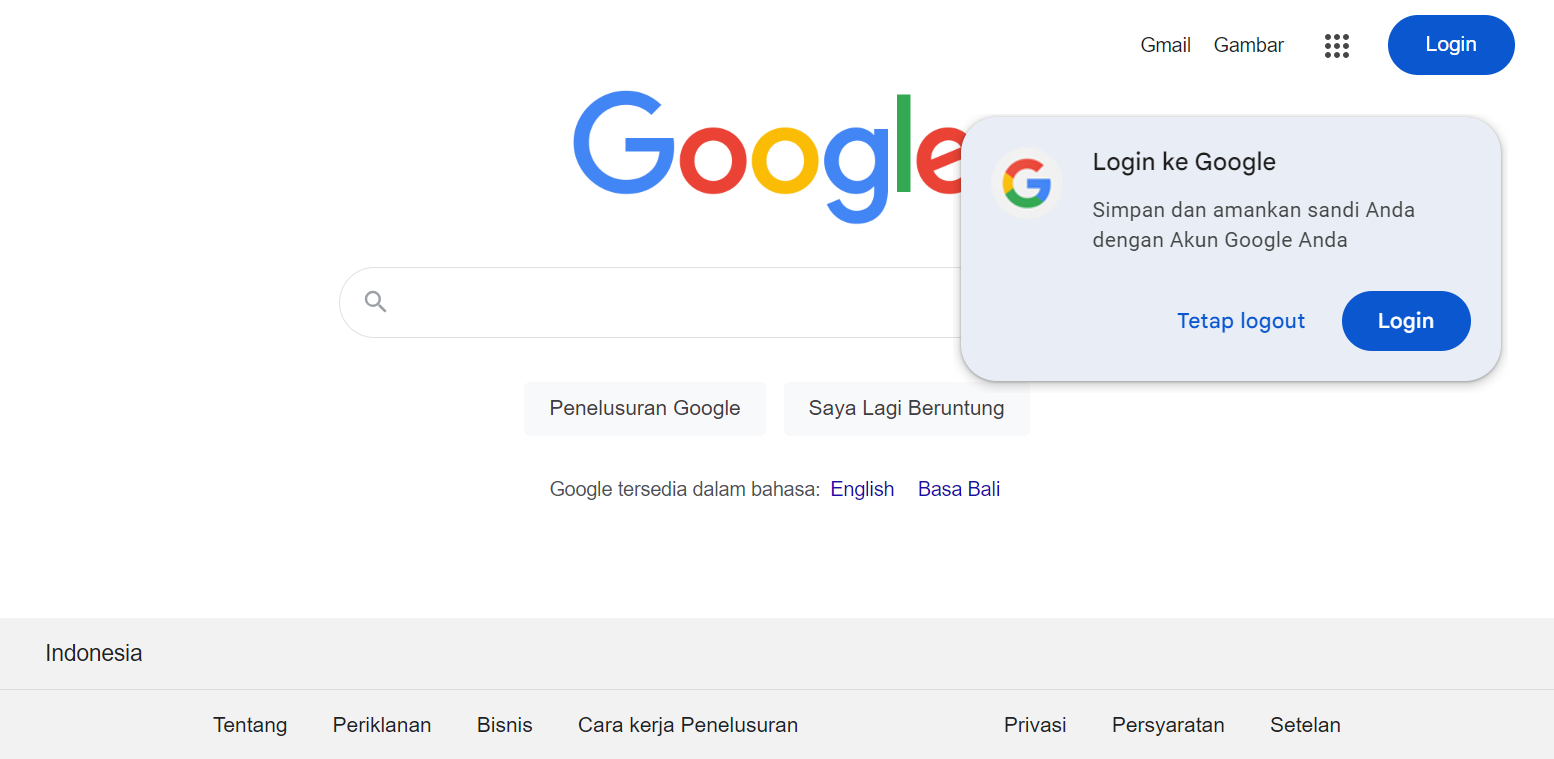 Gmail Gambar Login
Google
Login ke Google
Simpan dan amankan sandi Anda
dengan Akun Google Anda
Tetap logout Login
Penelusuran Google Saya Lagi Beruntung
Google tersedia dalam bahasa: English Basa Bali
Indonesia
Tentang Periklanan Bisnis Cara kerja Penelusuran Privasi Persyaratan Setelan